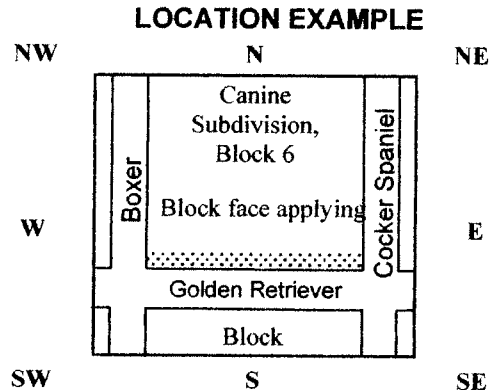 LOCATION EXAMPLE
NW N NE
Canine
Subdivision,
Block 6
Boxer
Block face applying
Cocker Spaniel
W E
Golden Retriever
Block
SW S SE